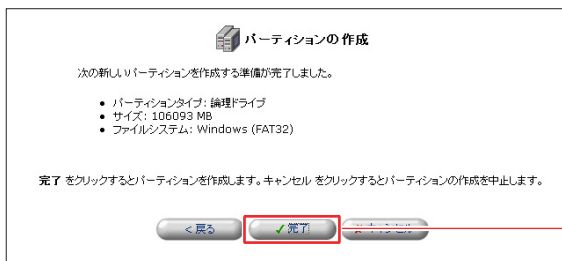 パーティションの作成
次の新しいパーティションを作成する準備が完了しました。
● パーティションタイプ: 論理ドライブ
● サイズ: 106093 MB
● ファイルシステム: Windows (FAT32)
完了 をクリックするとパーティションを作成します。キャンセル をクリックするとパーティションの作成を中止します。
<戻る ✓完了 キャンセル